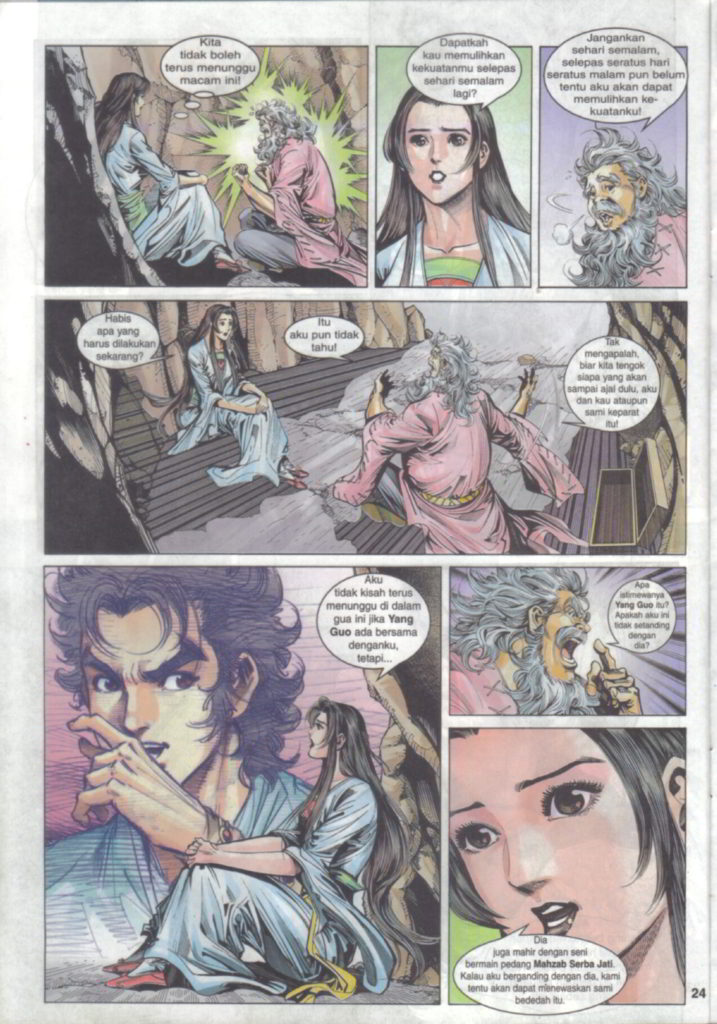 Kita
tidak boleh
terus menunggu
macam ini!
Dapatkah
kau memulihkan
kekuatanmu selepas
sehari semalam
lagi?
Jangankan
sehari semalam,
selepas seratus hari
seratus malam pun belum
tentu aku akan dapat
memulihkan ke-
kuatanku!
Habis
apa yang
harus dilakukan
sekarang?
Itu
aku pun tidak
tahu!
Tak
mengapalah,
biar kita tengok
siapa yang akan
sampai ajal dulu, aku
dan kau ataupun
sami keparat
itu!
Aku
tidak kisah terus
menunggu di dalam
gua ini jika Yang
Guo ada bersama
denganku,
tetapi...
Apa
istimewanya
Yang Guo itu?
Apakah aku ini
tidak setanding
dengan
dia?
Dia
juga mahir dengan seni
bermain pedang Mahzab Serba Jati.
Kalau aku berganding dengan dia, kami
tentu akan dapat menewaskan sami
bedebah itu.
24